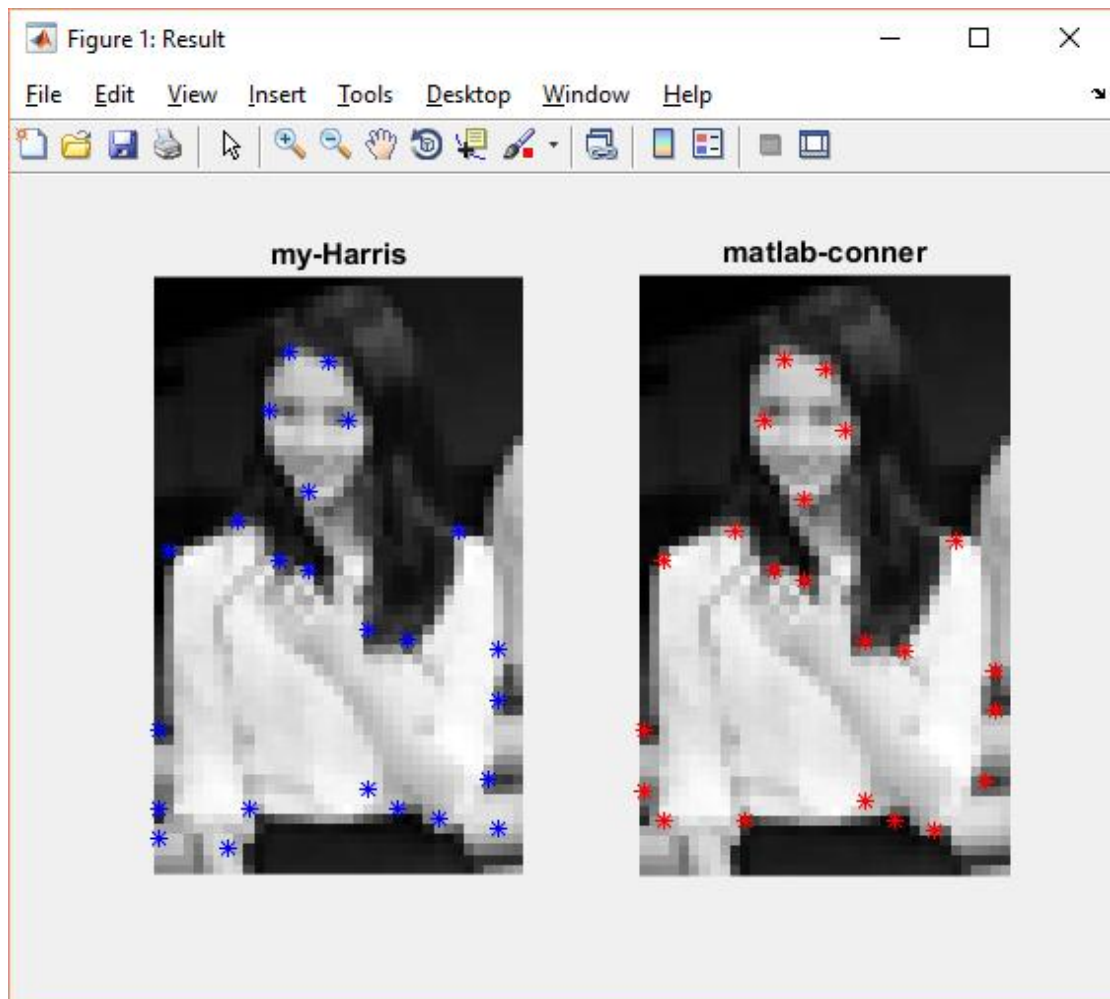 Figure 1: Result
File Edit View Insert Tools Desktop Window Help
my-Harris
matlab-conner